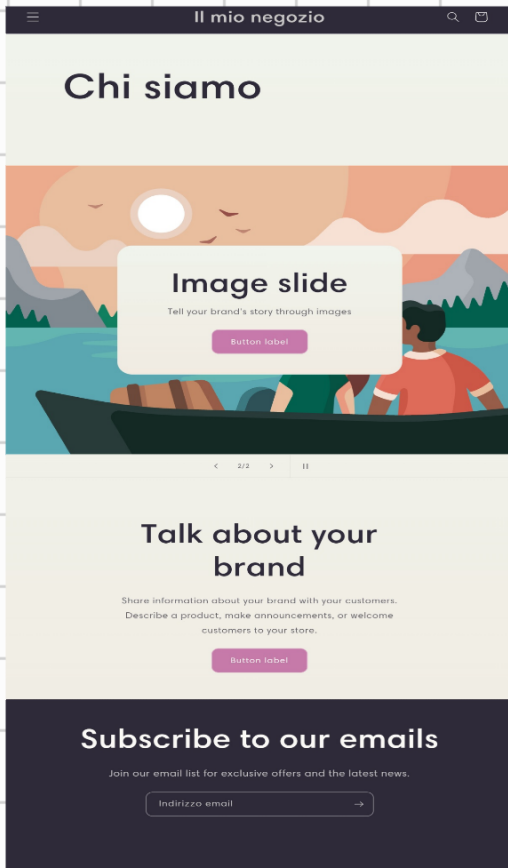 Il mio negozio
Chi siamo
Image slide
Tell your brand's story through images
Button label
2/2
Talk about your
brand
Share information about your brand with your customers.
Describe a product, make announcements, or welcome
customers to your store.
Button label
Subscribe to our emails
Join our email list for exclusive offers and the latest news.
Indirizzo email